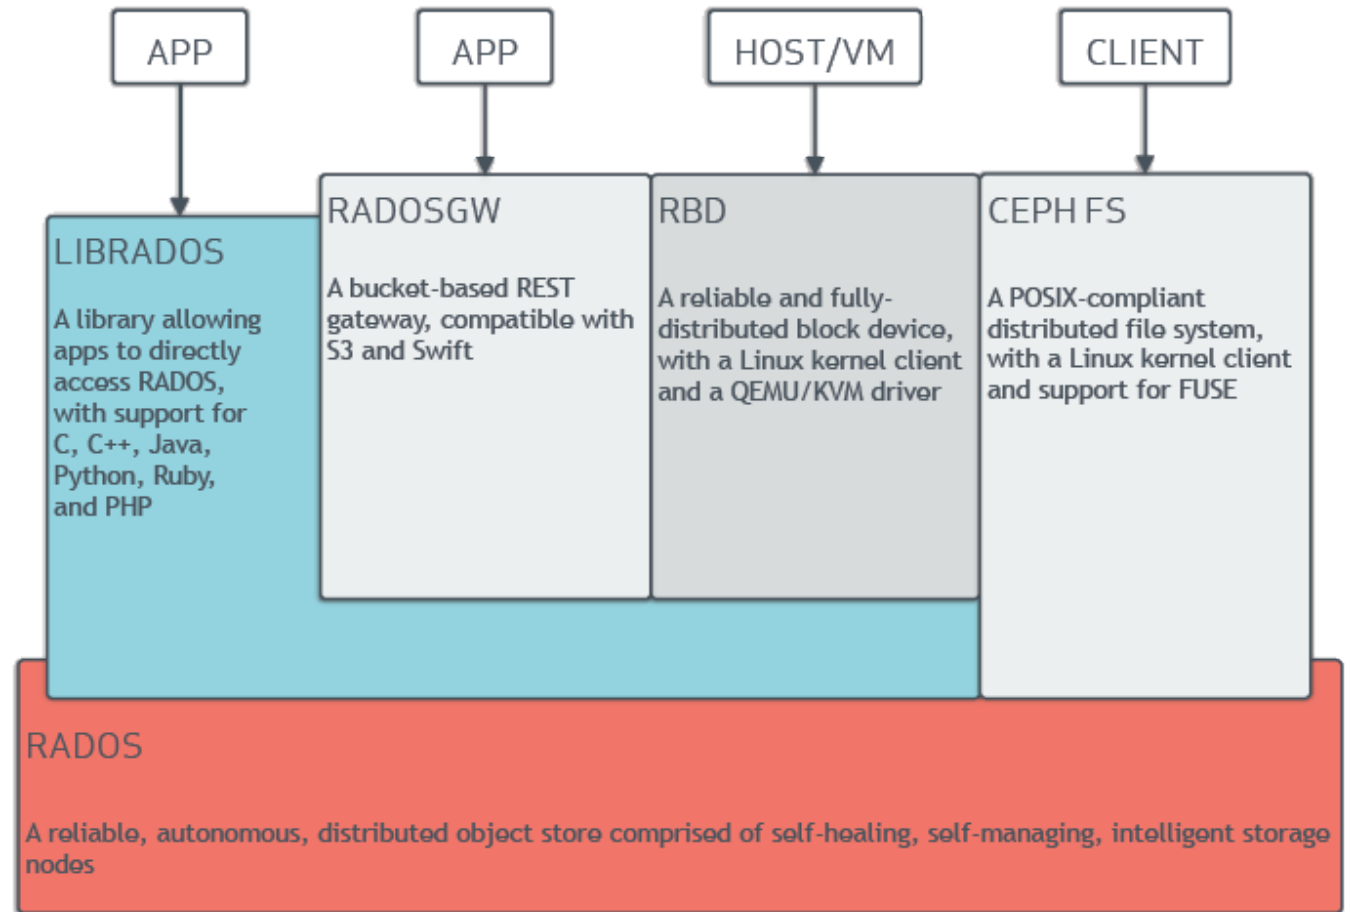 APP
APP
HOST/VM
CLIENT
LIBRADOS
A library allowing
apps to directly
access RADOS,
with support for
C, C++, Java,
Python, Ruby,
and PHP
RADOSGW
A bucket-based REST
gateway, compatible with
S3 and Swift
RBD
A reliable and fully-
distributed block device,
with a Linux kernel client
and a QEMU/KVM driver
CEPH FS
A POSIX-compliant
distributed file system,
with a Linux kernel client
and support for FUSE
RADOS
A reliable, autonomous, distributed object store comprised of self-healing, self-managing, intelligent storage
nodes